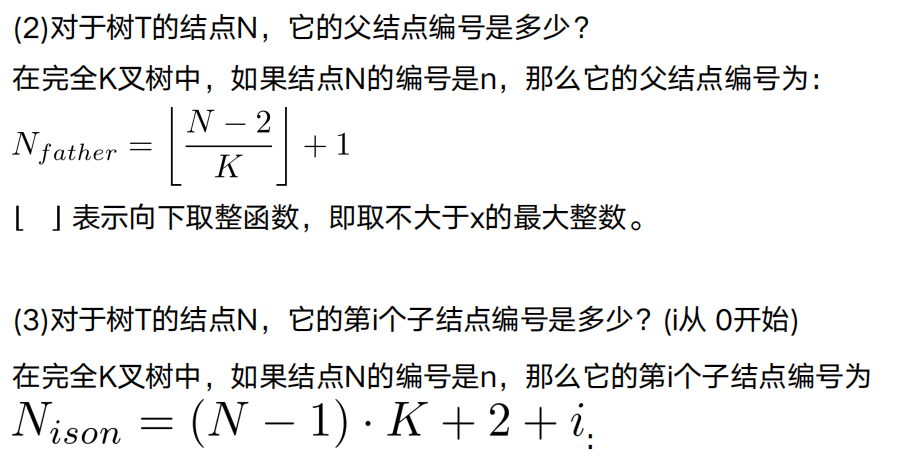 (2)对于树T的结点N，它的父结点编号是多少？
在完全K叉树中，如果结点N的编号是n，那么它的父结点编号为：
N_{father} = \left\lfloor \frac{N-2}{K} \right\rfloor + 1
⌊ ⌋ 表示向下取整函数，即取不大于x的最大整数。
(3)对于树T的结点N，它的第i个子结点编号是多少？(i从 0开始)
在完全K叉树中，如果结点N的编号是n，那么它的第i个子结点编号为
N_{ison} = (N-1) \cdot K + 2 + i：